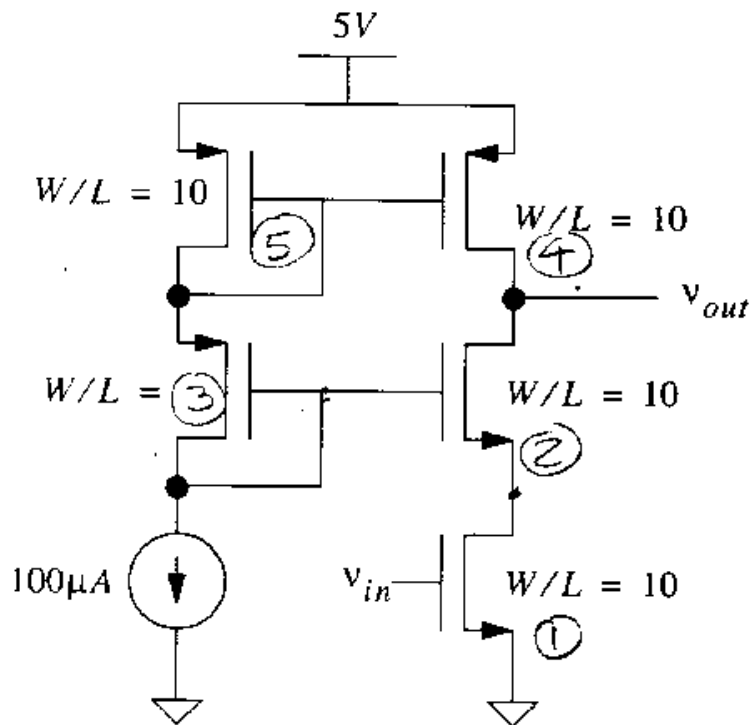 5V
W/L = 10
⑤
W/L = 10
④
v_out
W/L = ③
W/L = 10
②
100μA
v_in
W/L = 10
①